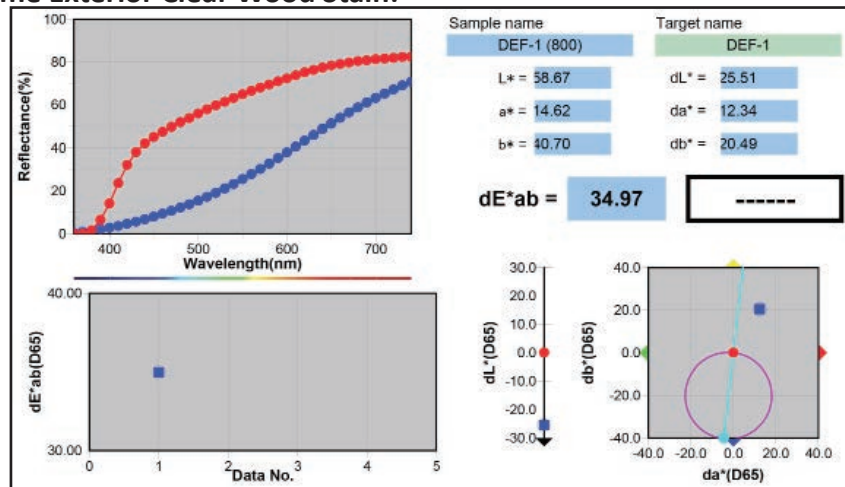 me Exterior Clear Wood Stain.
100
80
60
40
20
0
Reflectance(%)
400 500 600 700
Wavelength(nm)
Sample name Target name
DEF-1 (800) DEF-1
L* = 58.67 dL* = 25.51
a* = 14.62 da* = 12.34
b* = 40.70 db* = 20.49
dE*ab = 34.97 ------
40.00
30.00
dE*ab(D65)
0 1 2 3 4 5
Data No.
30.0
20.0
10.0
0.0
-10.0
-20.0
-30.0
dL*(D65)
40.0
20.0
0.0
-20.0
-40.0
db*(D65)
-40.0 -20.0 0.0 20.0 40.0
da*(D65)